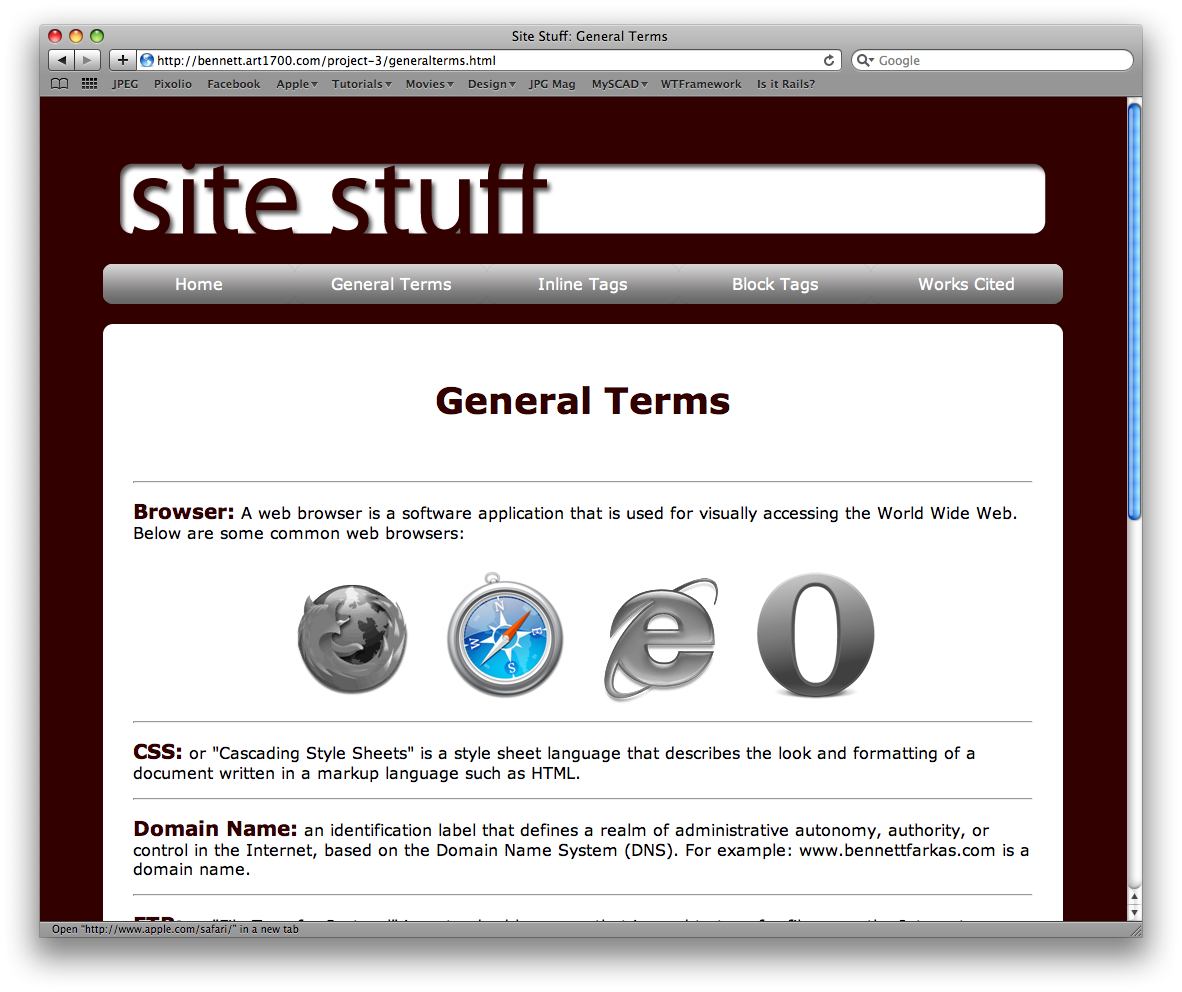 Site Stuff: General Terms
http://bennett.art1700.com/project-3/generalterms.html
Google
JPEG Pixolio Facebook Apple Tutorials Movies Design JPG Mag MySCAD WTFramework Is it Rails?
site stuff
Home General Terms Inline Tags Block Tags Works Cited
General Terms
Browser: A web browser is a software application that is used for visually accessing the World Wide Web.
Below are some common web browsers:
N
W E
S
CSS: or "Cascading Style Sheets" is a style sheet language that describes the look and formatting of a
document written in a markup language such as HTML.
Domain Name: an identification label that defines a realm of administrative autonomy, authority, or
control in the Internet, based on the Domain Name System (DNS). For example: www.bennettfarkas.com is a
domain name.
FTP:
Open "http://www.apple.com/safari/" in a new tab